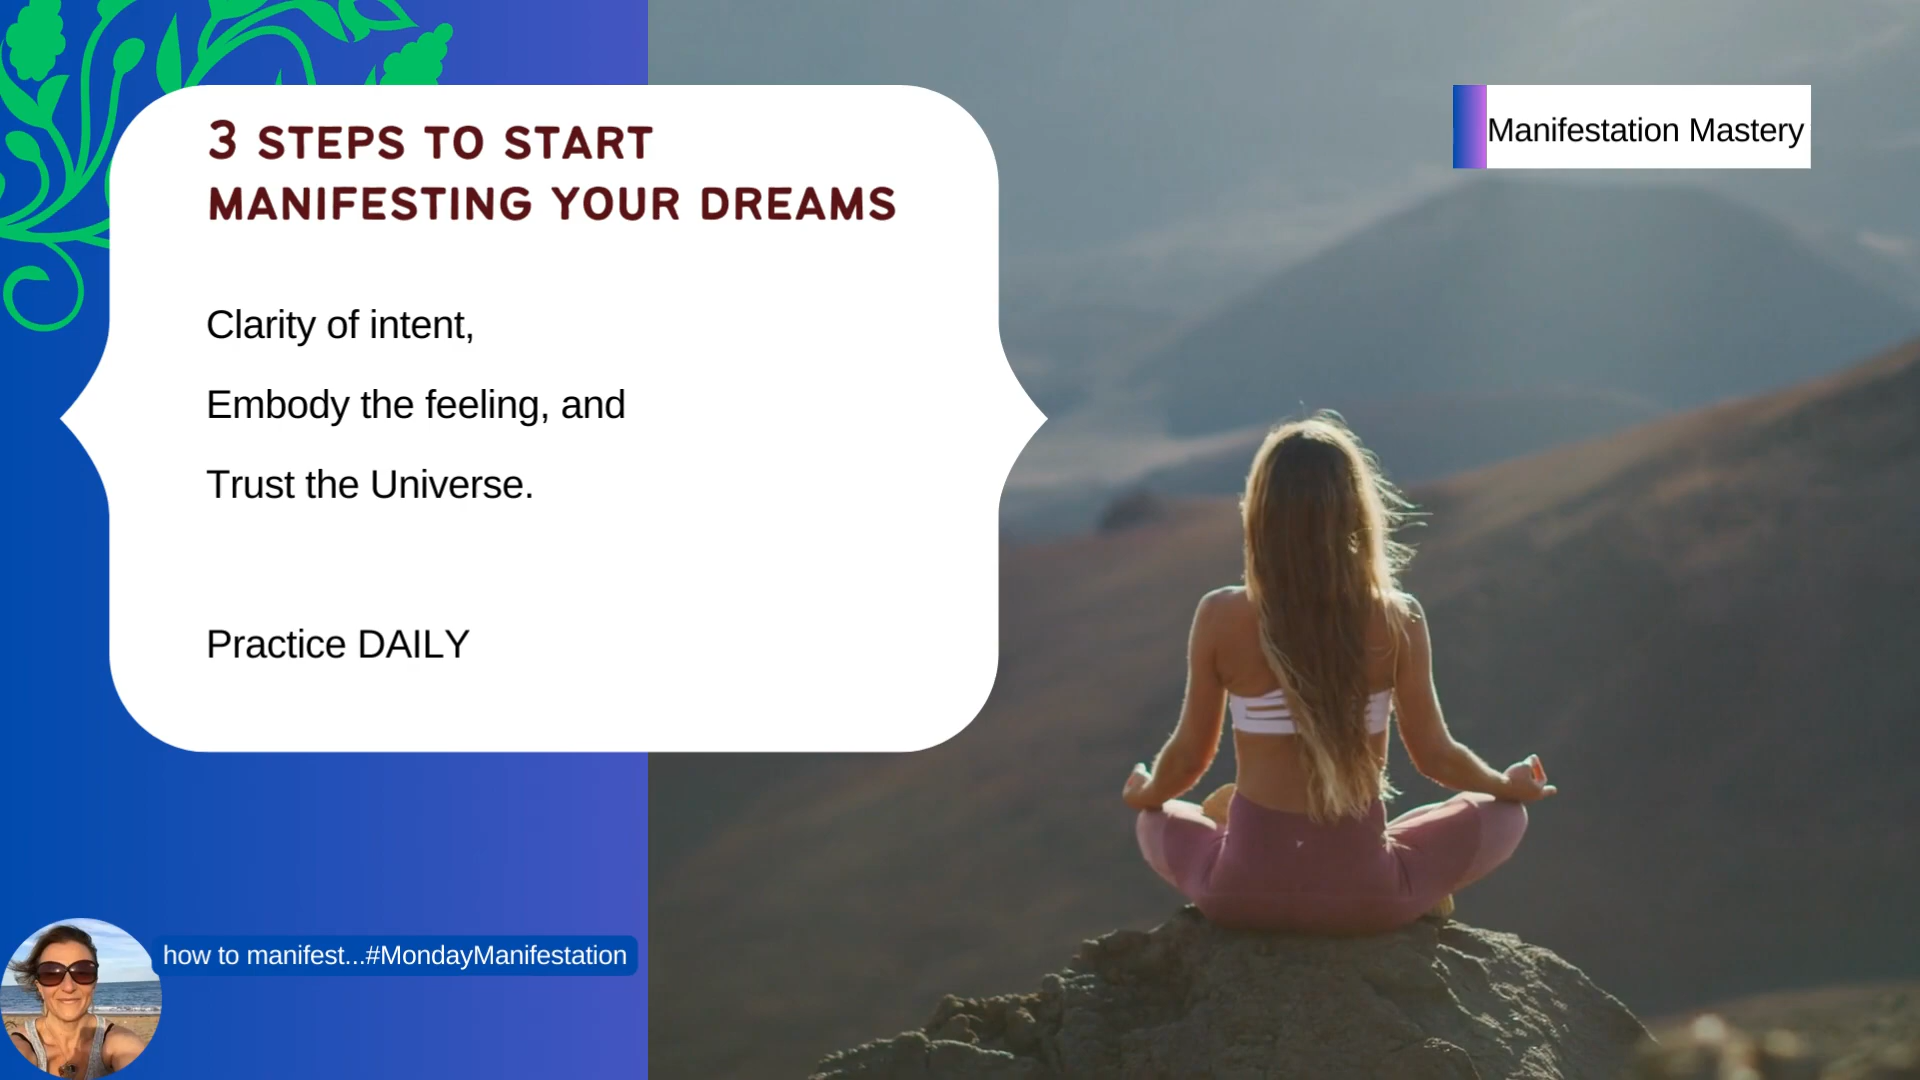 3 STEPS TO START
MANIFESTING YOUR DREAMS
Manifestation Mastery
Clarity of intent,
Embody the feeling, and
Trust the Universe.
Practice DAILY
how to manifest...#MondayManifestation